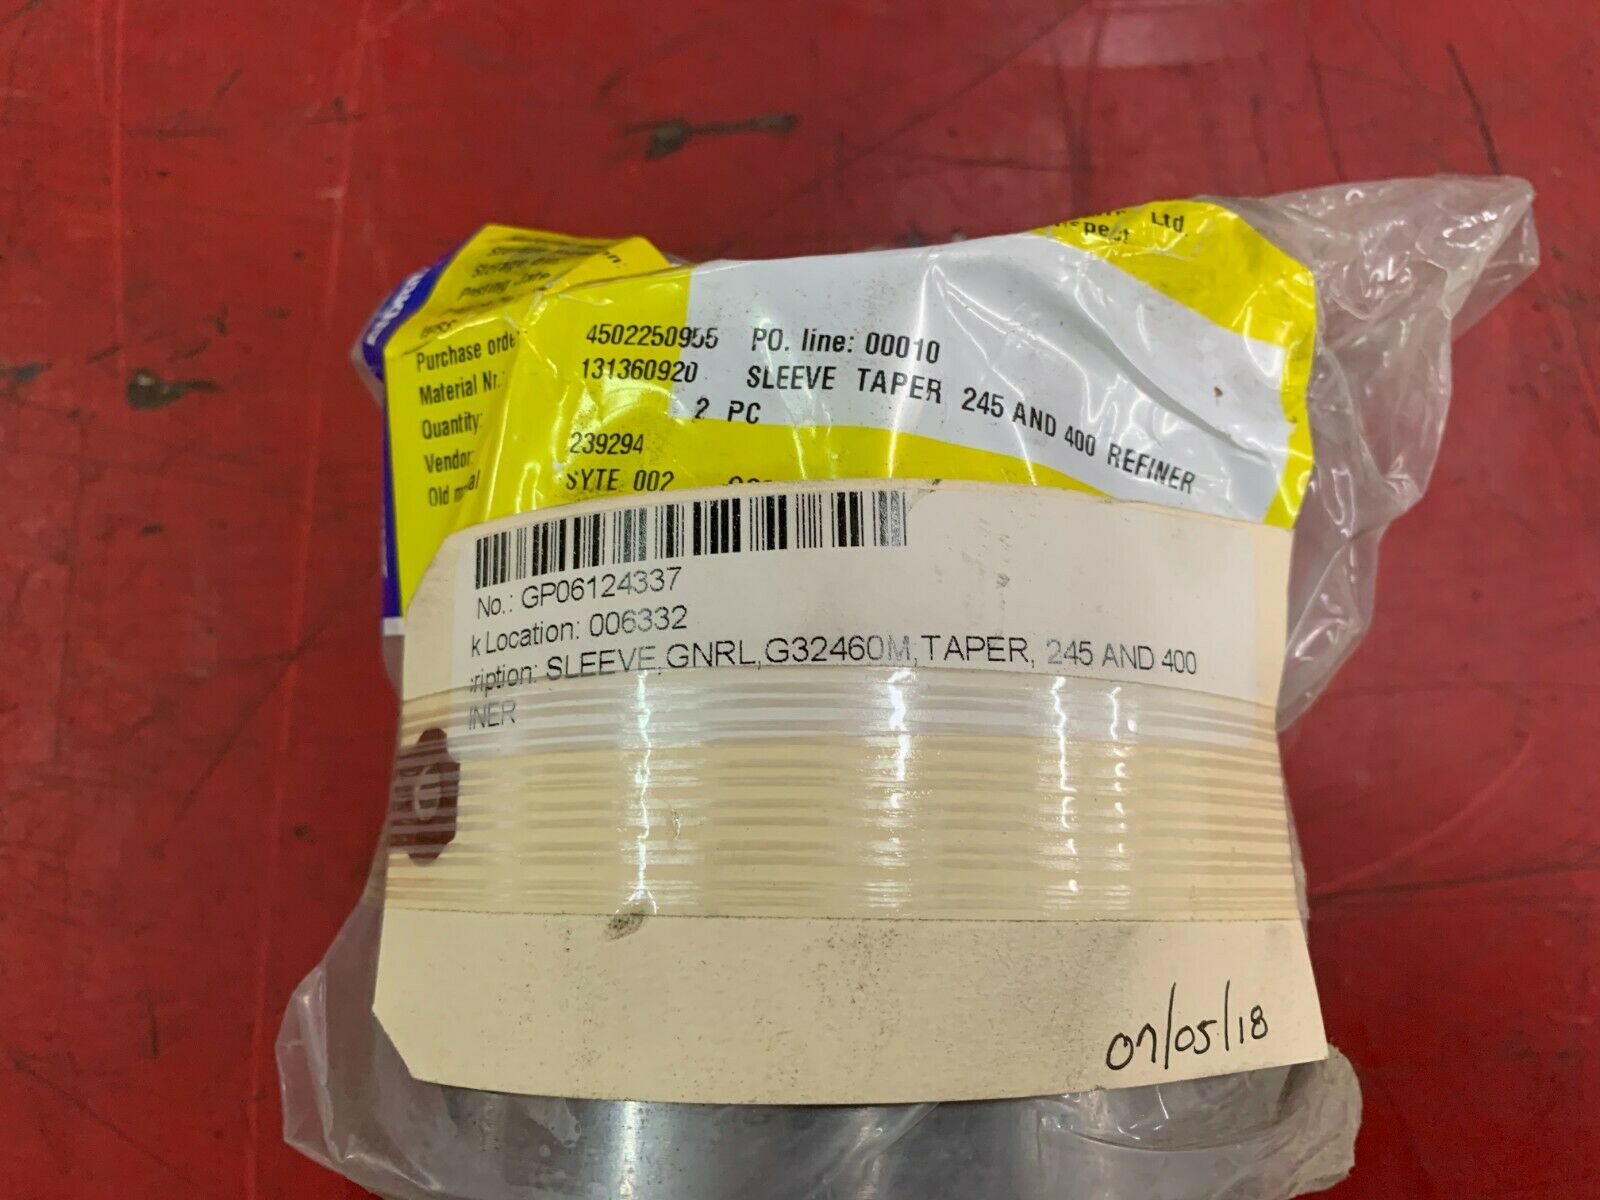 Ltd.
Purchase orde
4502250955 PO. line: 00010
Material Nr.: 131360920 SLEEVE TAPER 245 AND 400 REFINER
Quantity: 2 PC
Vendor: 239294
Old SYTE 002
No.: GP06124337
k Location: 006332
ription: SLEEVE,GNRL,G32460M,TAPER, 245 AND 400
INER
07/05/18